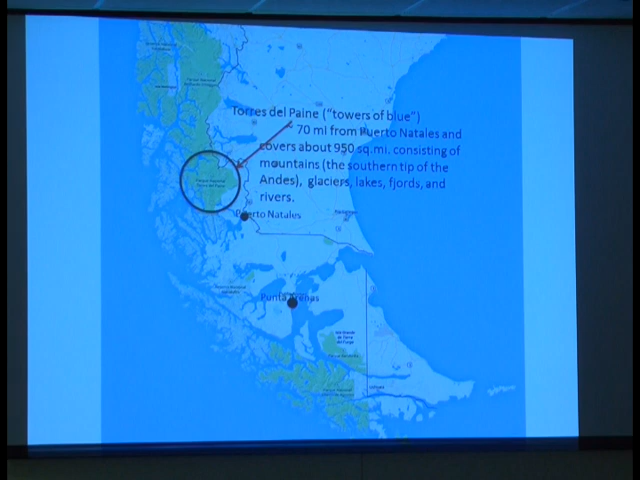 Torres del Paine ("towers of blue")
~ 70 mi from Puerto Natales and
covers about 950 sq.mi. consisting of
mountains (the southern tip of the
Andes), glaciers, lakes, fjords, and
rivers.
Puerto Natales
Punta Arenas